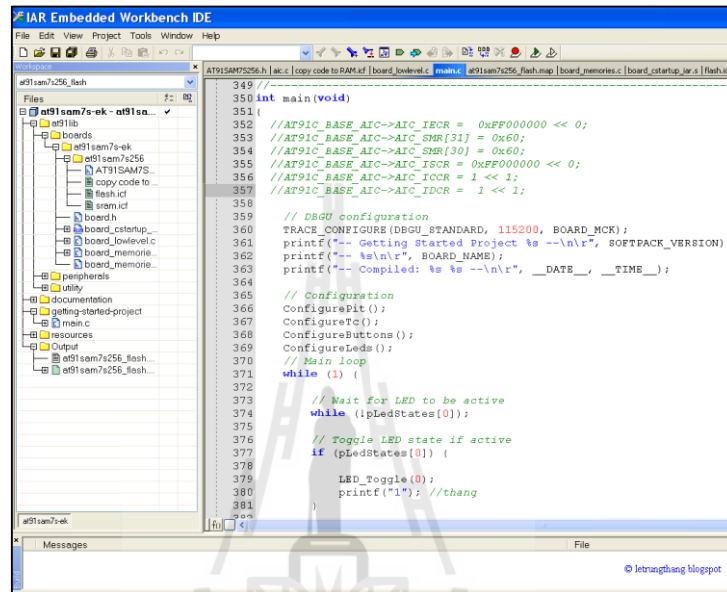 IAR Embedded Workbench IDE
File Edit View Project Tools Window Help
Workspace
at91sam7s256_flash
Files
at91sam7s-ek - at91sa...
at91lib
boards
at91sam7s-ek
at91sam7s256
AT91SAM7S...
copy code to ...
flash.icf
sram.icf
board.h
board_cstartup_...
board_lowlevel.c
board_memorie...
board_memorie...
peripherals
utility
documentation
getting-started-project
main.c
resources
Output
at91sam7s256_flash...
at91sam7s256_flash...
at91sam7s-ek
AT91SAM7S256.h | aic.c | copy code to RAM.icf | board_lowlevel.c | main.c | at91sam7s256_flash.map | board_memories.c | board_cstartup_iar.s | flash.ic
349 //----------------------------------------------------------------------
350 int main(void)
351 {
352 //AT91C_BASE_AIC->AIC_IECR = 0xFF000000 << 0;
353 //AT91C_BASE_AIC->AIC_SMR[31] = 0x60;
354 //AT91C_BASE_AIC->AIC_SMR[30] = 0x60;
355 //AT91C_BASE_AIC->AIC_ISCR = 0xFF000000 << 0;
356 //AT91C_BASE_AIC->AIC_ICCR = 1 << 1;
357 //AT91C_BASE_AIC->AIC_IDCR = 1 << 1;
358
359 // DBGU configuration
360 TRACE_CONFIGURE(DBGU_STANDARD, 115200, BOARD_MCK);
361 printf("-- Getting Started Project %s --\n\r", SOFTPACK_VERSION)
362 printf("-- %s\n\r", BOARD_NAME);
363 printf("-- Compiled: %s %s --\n\r", __DATE__, __TIME__);
364
365 // Configuration
366 ConfigurePit();
367 ConfigureTc();
368 ConfigureButtons();
369 ConfigureLeds();
370 // Main loop
371 while (1) {
372
373 // Wait for LED to be active
374 while (!pLedStates[0]);
375
376 // Toggle LED state if active
377 if (pLedStates[0]) {
378
379 LED_Toggle(0);
380 printf("1"); //thang
381 }
Messages File
Build
© letrungthang.blogspot